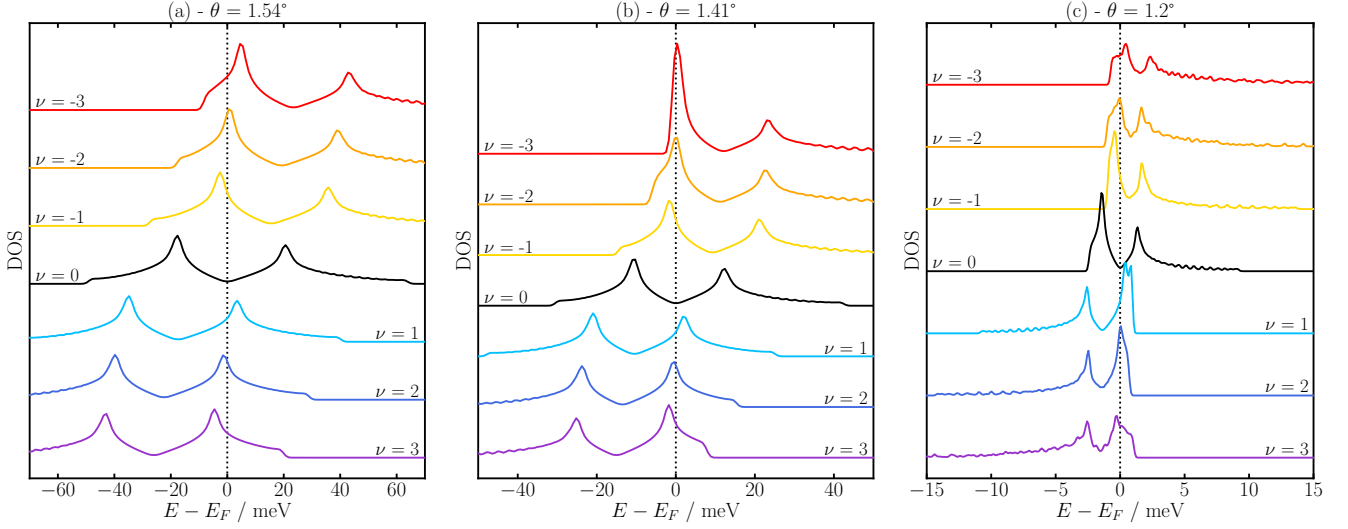 (a) - θ = 1.54°
DOS
ν = -3
ν = -2
ν = -1
ν = 0
ν = 1
ν = 2
ν = 3
−60 −40 −20 0 20 40 60
E − E_F / meV
(b) - θ = 1.41°
DOS
ν = -3
ν = -2
ν = -1
ν = 0
ν = 1
ν = 2
ν = 3
−40 −20 0 20 40
E − E_F / meV
(c) - θ = 1.2°
DOS
ν = -3
ν = -2
ν = -1
ν = 0
ν = 1
ν = 2
ν = 3
−15 −10 −5 0 5 10 15
E − E_F / meV